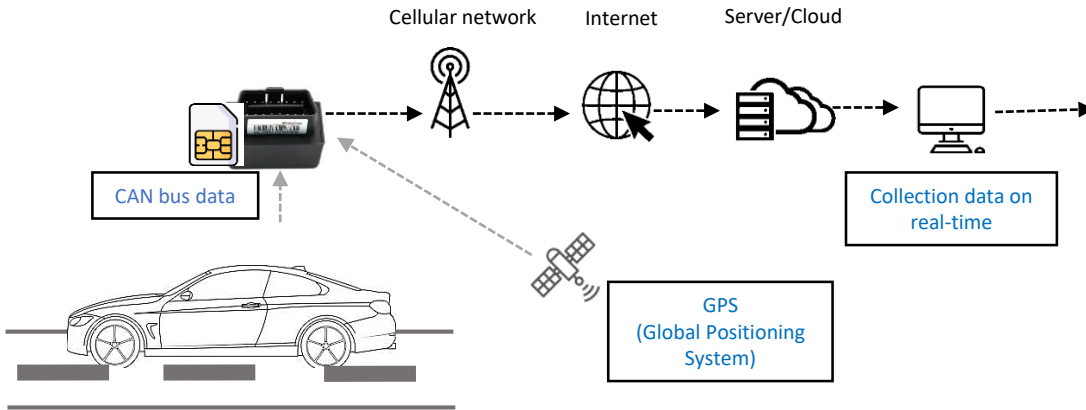 Cellular network
Internet
Server/Cloud
CAN bus data
Collection data on
real-time
GPS
(Global Positioning
System)